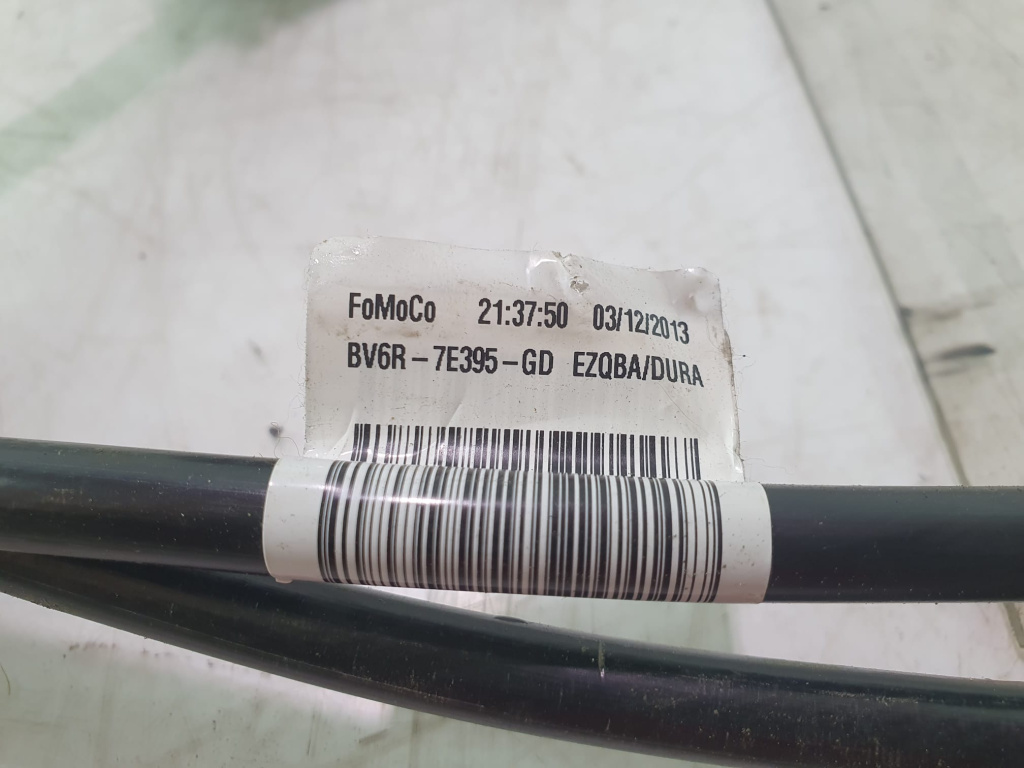 FoMoCo 21:37:50 03/12/2013
BV6R-7E395-GD EZQBA/DURA